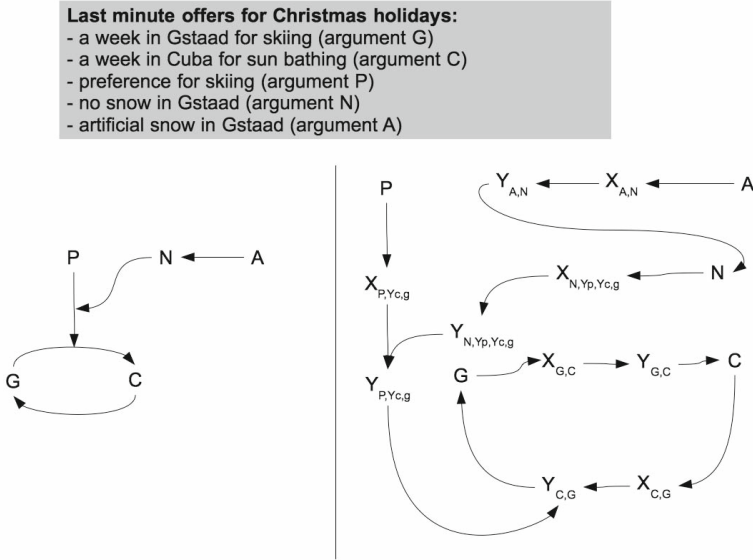 Last minute offers for Christmas holidays:
- a week in Gstaad for skiing (argument G)
- a week in Cuba for sun bathing (argument C)
- preference for skiing (argument P)
- no snow in Gstaad (argument N)
- artificial snow in Gstaad (argument A)
P N A
G C
P Y A,N X A,N A
X P,Yc,g X N,Yp,Yc,g N
Y N,Yp,Yc,g
Y P,Yc,g G X G,C Y G,C C
Y C,G X C,G